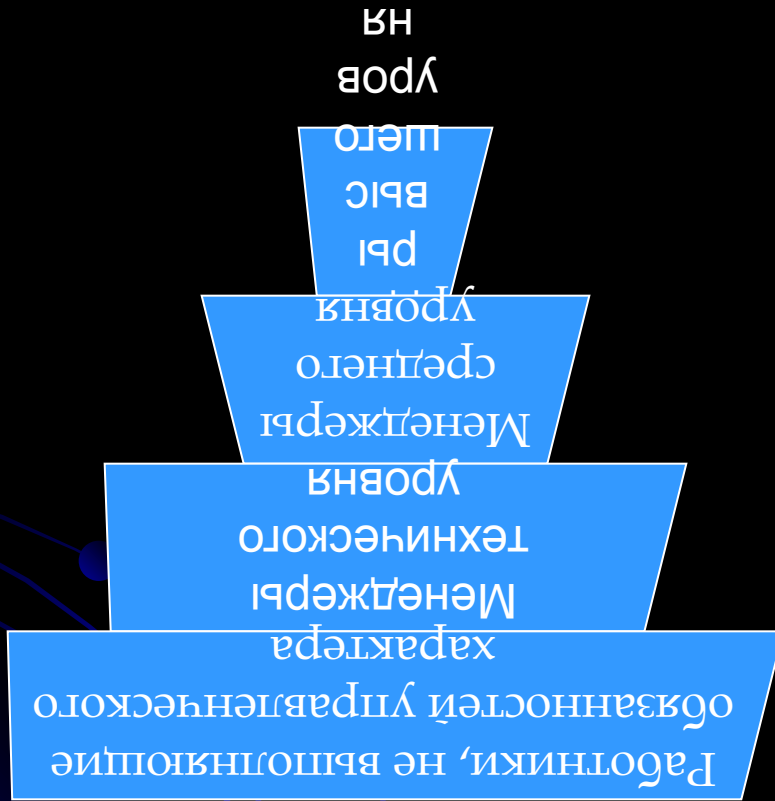 Работники, не выполняющие
обязанностей управленческого
характера
Менеджеры
технического
уровня
Менеджеры
среднего
уровня
ры
выс
шего
уров
ня